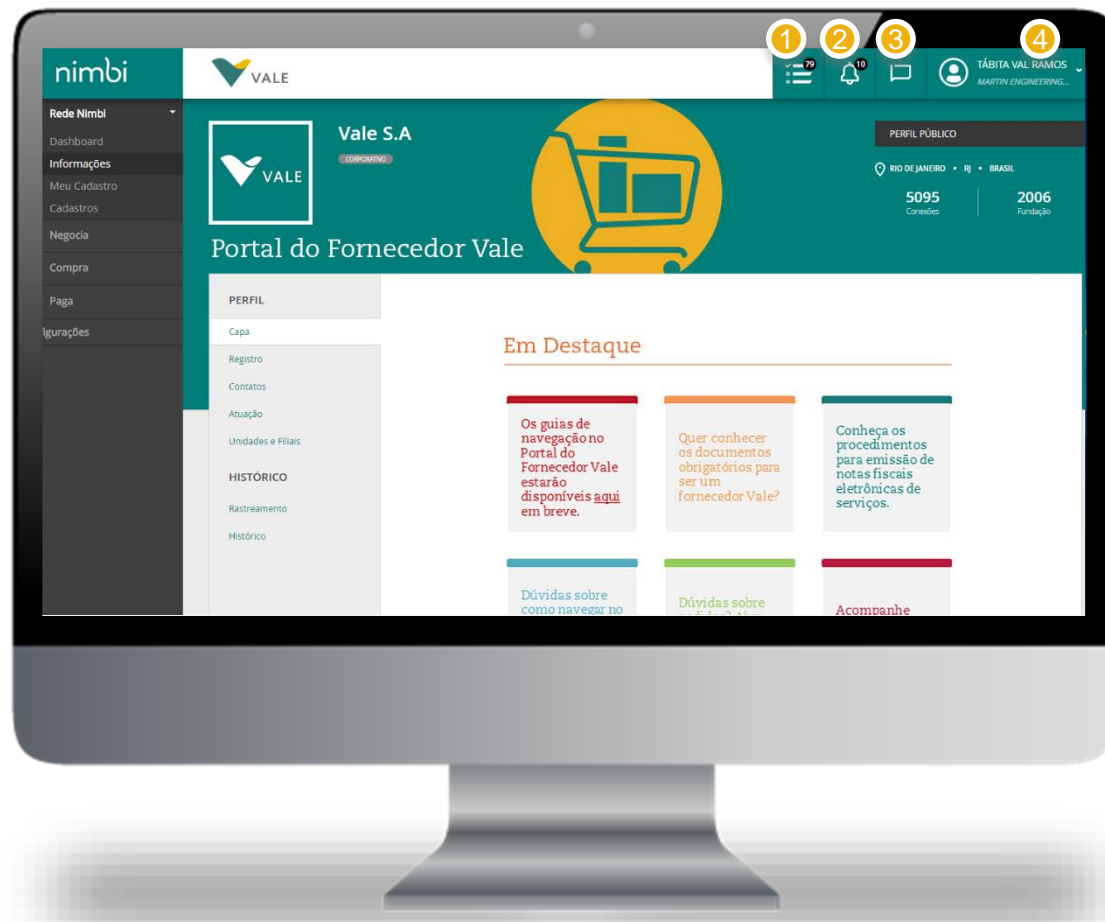 1
2
3
4
nimbi
VALE
79
10
TÁBITA VAL RAMOS
MARTIN ENGINEERING...
Rede Nimbi
Dashboard
Informações
Meu Cadastro
Cadastros
Negocia
Compra
Paga
igurações
VALE
Vale S.A
CORPORATIVO
Portal do Fornecedor Vale
PERFIL PÚBLICO
RIO DE JANEIRO • RJ • BRASIL
5095
Conexões
2006
Fundação
PERFIL
Capa
Registro
Contatos
Atuação
Unidades e Filiais
HISTÓRICO
Rastreamento
Histórico
Em Destaque
Os guias de
navegação no
Portal do
Fornecedor Vale
estarão
disponíveis aqui
em breve.
Quer conhecer
os documentos
obrigatórios para
ser um
fornecedor Vale?
Conheça os
procedimentos
para emissão de
notas fiscais
eletrônicas de
serviços.
Dúvidas sobre
como navegar no
Dúvidas sobre
Acompanhe